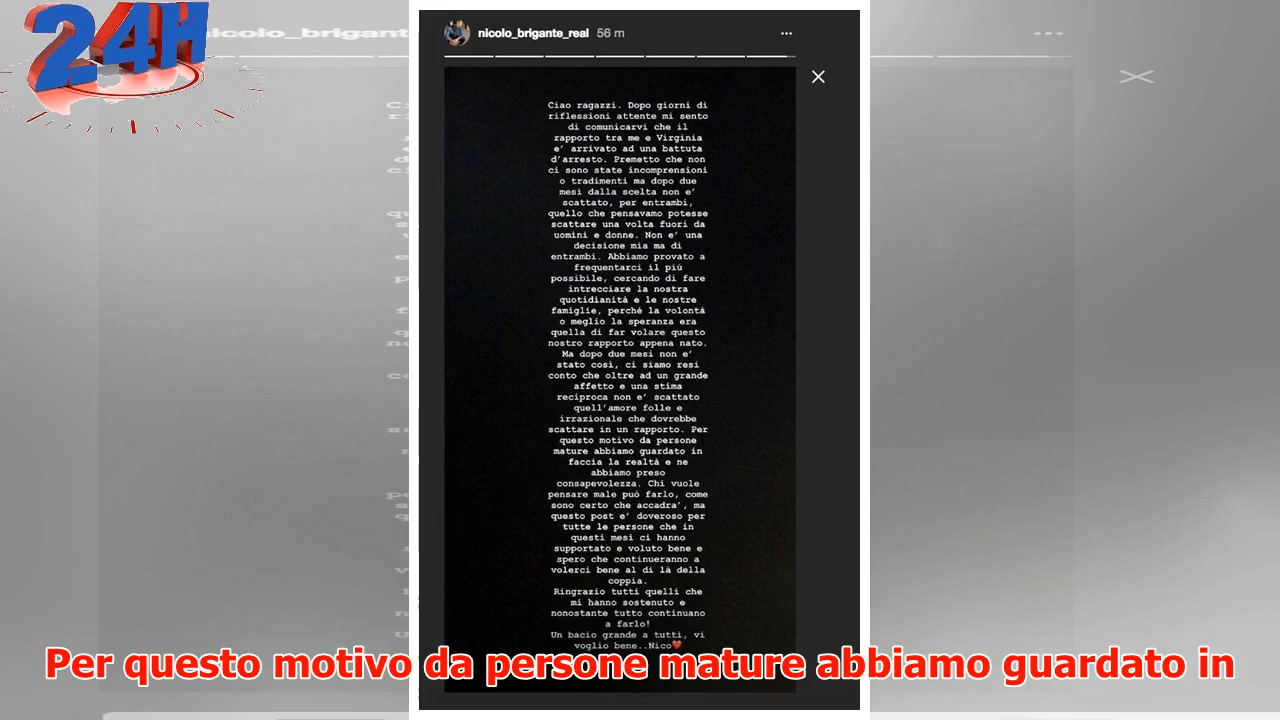 24H
nicolo_brigante_real 56 m
Ciao ragazzi. Dopo giorni di
riflessioni attente mi sento
di comunicarvi che il
rapporto tra me e Virginia
e' arrivato ad una battuta
d'arresto. Premetto che non
ci sono state incomprensioni
o tradimenti ma dopo due
mesi dalla scelta non e'
scattato, per entrambi,
quello che pensavamo potesse
scattare una volta fuori da
uomini e donne. Non e' una
decisione mia ma di
entrambi. Abbiamo provato a
frequentarci il più
possibile, cercando di fare
intrecciare la nostra
quotidianità e le nostre
famiglie, perché la volontà
o meglio la speranza era
quella di far volare questo
nostro rapporto appena nato.
Ma dopo due mesi non e'
stato così, ci siamo resi
conto che oltre ad un grande
affetto e una stima
reciproca non e' scattato
quell'amore folle e
irrazionale che dovrebbe
scattare in un rapporto. Per
questo motivo da persone
mature abbiamo guardato in
faccia la realtà e ne
abbiamo preso
consapevolezza. Chi vuole
pensare male può farlo, come
sono certo che accadra', ma
questo post e' doveroso per
tutte le persone che in
questi mesi ci hanno
supportato e voluto bene e
spero che continueranno a
volerci bene al di là della
coppia.
Ringrazio tutti quelli che
mi hanno sostenuto e
nonostante tutto continuano
a farlo!
Un bacio grande a tutti, vi
voglio bene..Nico❤️
Per questo motivo da persone mature abbiamo guardato in